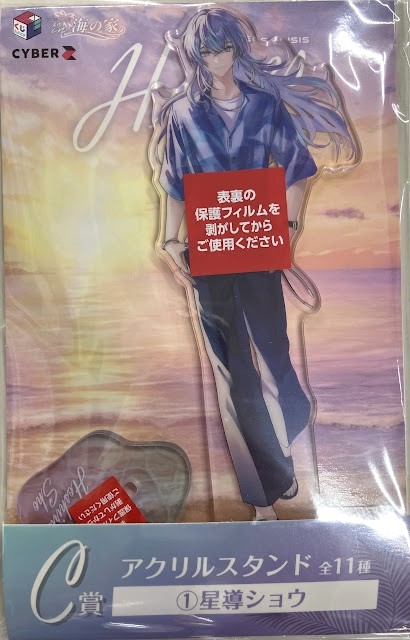 CYBER Z
海の家
表裏の
保護フィルムを
剥がしてから
ご使用ください
Sho
C賞
アクリルスタンド 全11種
①星導ショウ